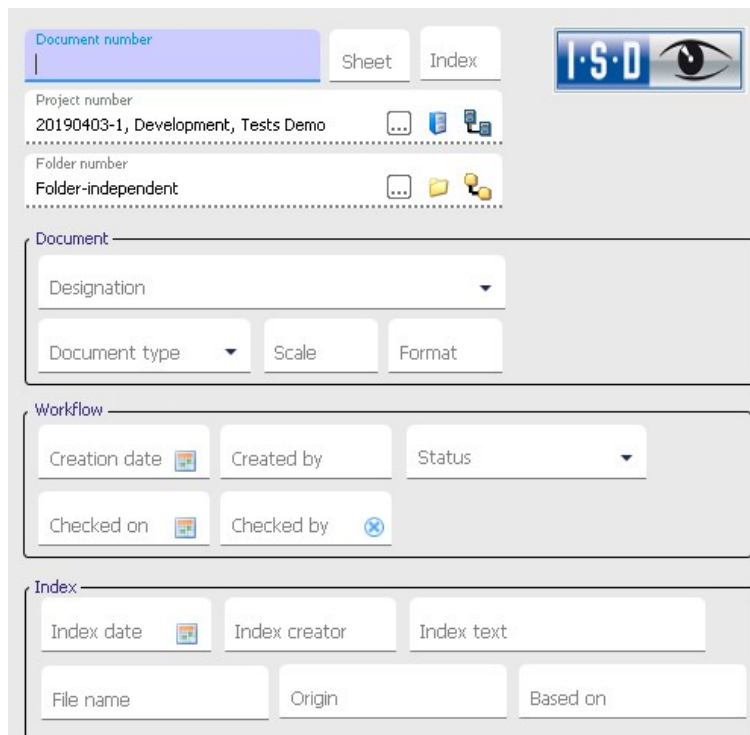 Document number
Sheet Index
I·S·D
Project number
20190403-1, Development, Tests Demo ...
Folder number
Folder-independent ...
Document
Designation
Document type Scale Format
Workflow
Creation date Created by Status
Checked on Checked by
Index
Index date Index creator Index text
File name Origin Based on